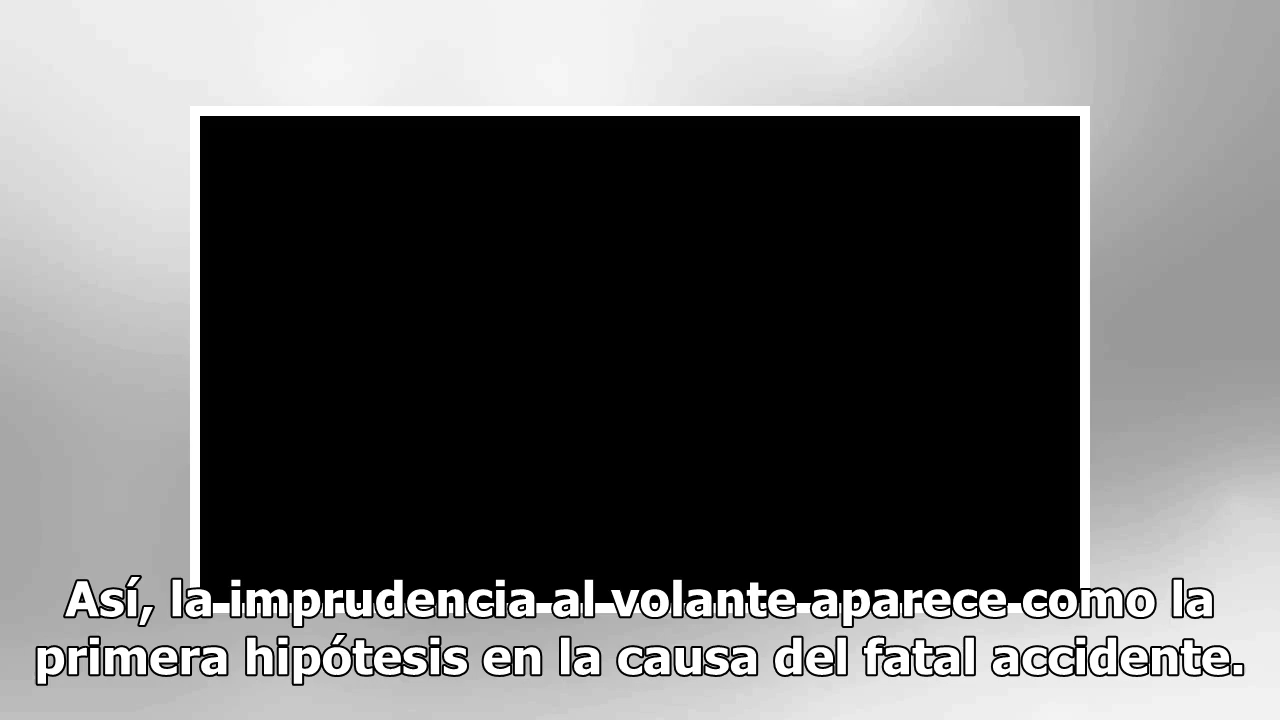 Así, la imprudencia al volante aparece como la
primera hipótesis en la causa del fatal accidente.